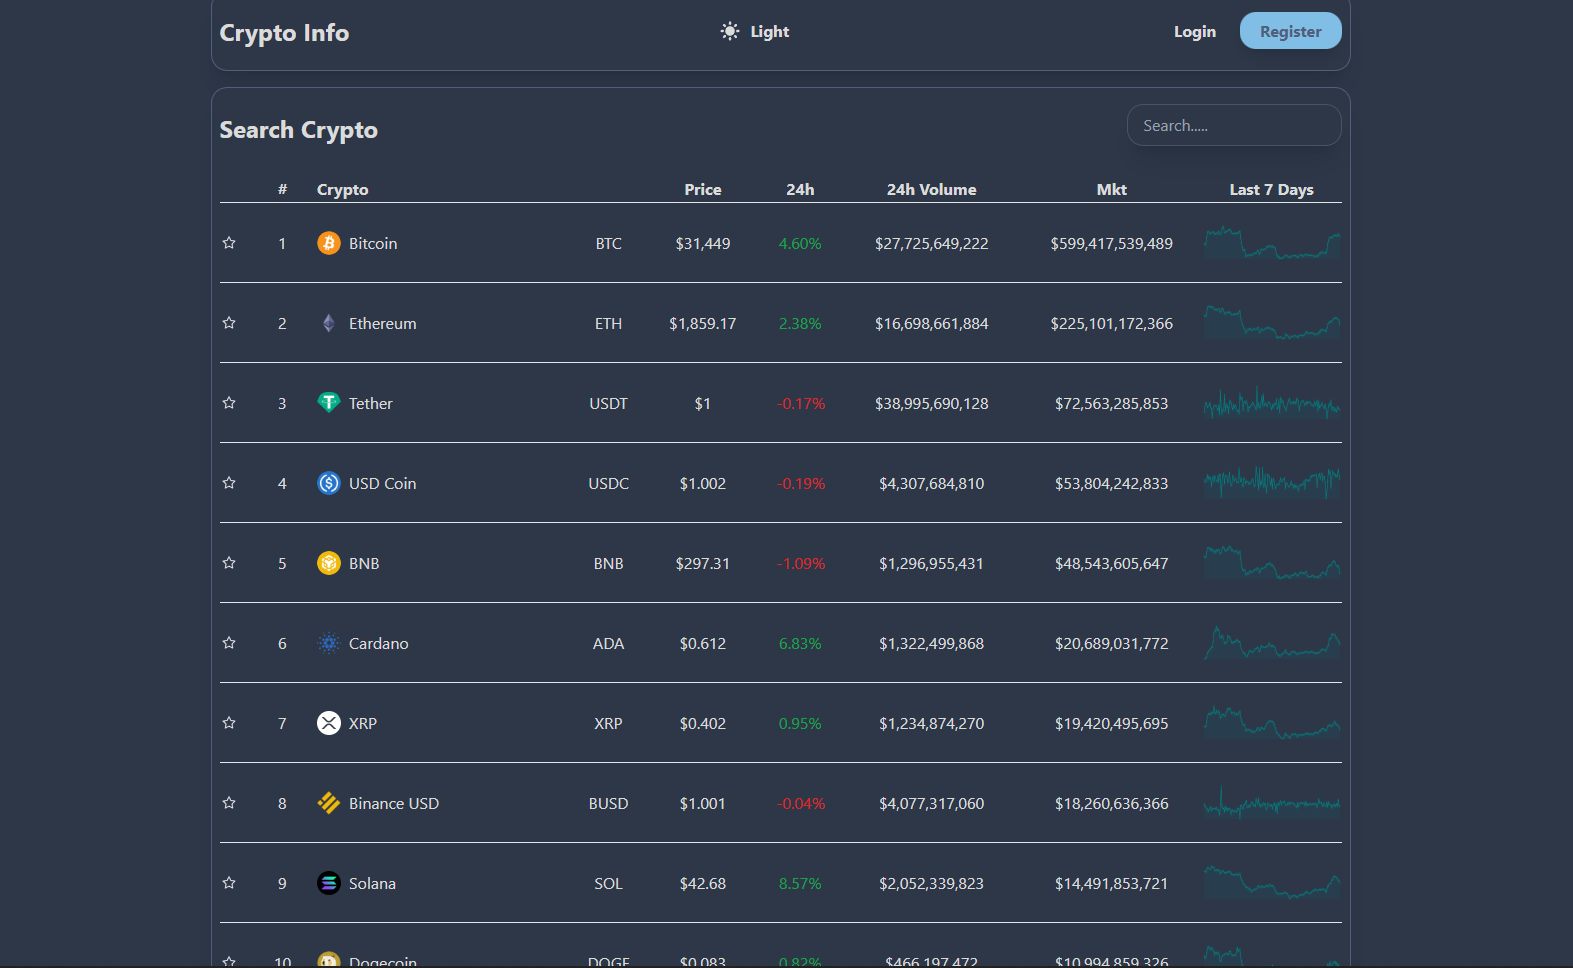 Crypto Info Light Login Register
Search Crypto Search.....
# Crypto Price 24h 24h Volume Mkt Last 7 Days
1 Bitcoin BTC $31,449 4.60% $27,725,649,222 $599,417,539,489
2 Ethereum ETH $1,859.17 2.38% $16,698,661,884 $225,101,172,366
3 Tether USDT $1 -0.17% $38,995,690,128 $72,563,285,853
4 USD Coin USDC $1.002 -0.19% $4,307,684,810 $53,804,242,833
5 BNB BNB $297.31 -1.09% $1,296,955,431 $48,543,605,647
6 Cardano ADA $0.612 6.83% $1,322,499,868 $20,689,031,772
7 XRP XRP $0.402 0.95% $1,234,874,270 $19,420,495,695
8 Binance USD BUSD $1.001 -0.04% $4,077,317,060 $18,260,636,366
9 Solana SOL $42.68 8.57% $2,052,339,823 $14,491,853,721
10 Dogecoin DOGE $0.083 0.82% $466,197,472 $10,994,859,326